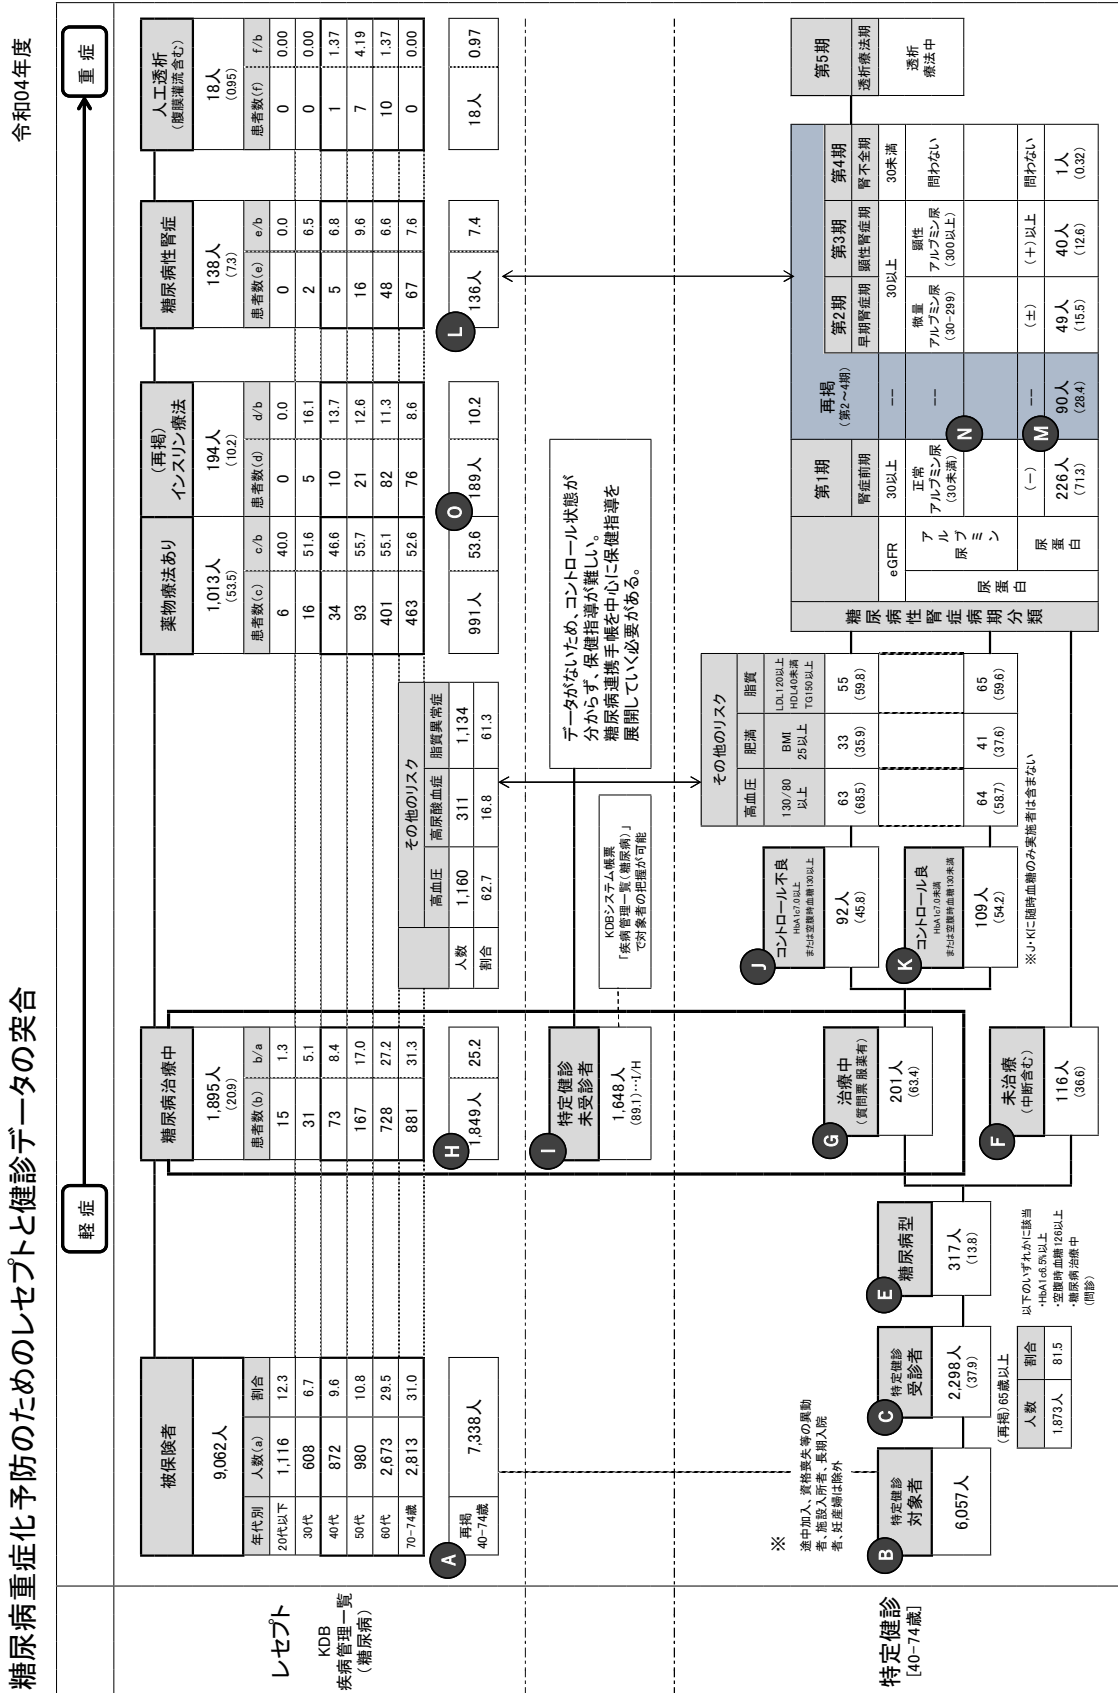 糖尿病重症化予防のためのレセプトと健診データの突合
令和04年度
軽症
重症
レセプト
KDB
疾病管理一覧
(糖尿病)
被保険者
9,062人
年代別 人数(a) 割合
20代以下 1,116 12.3
30代 608 6.7
40代 872 9.6
50代 980 10.8
60代 2,673 29.5
70-74歳 2,813 31.0
A
再掲
40-74歳
7,338人
糖尿病治療中
1,895人
(20.9)
患者数(b) b/a
15 1.3
31 5.1
73 8.4
167 17.0
728 27.2
881 31.3
H
1,849人 25.2
その他のリスク
高血圧 高尿酸血症 脂質異常症
人数 1,160 311 1,134
割合 62.7 16.8 61.3
薬物療法あり
1,013人
(53.5)
患者数(c) c/b
6 40.0
16 51.6
34 46.6
93 55.7
401 55.1
463 52.6
991人 53.6
(再掲)
インスリン療法
194人
(10.2)
患者数(d) d/b
0 0.0
5 16.1
10 13.7
21 12.6
82 11.3
76 8.6
O
189人 10.2
糖尿病性腎症
138人
(7.3)
患者数(e) e/b
0 0.0
2 6.5
5 6.8
16 9.6
48 6.6
67 7.6
L
136人 7.4
人工透析
(腹膜灌流含む)
18人
(0.95)
患者数(f) f/b
0 0.00
0 0.00
1 1.37
7 4.19
10 1.37
0 0.00
18人 0.97
I
特定健診
未受診者
1,648人
(89.1)…I/H
KDBシステム帳票
「疾病管理一覧(糖尿病)」
で対象者の把握が可能
データがないため、コントロール状態が
分からず、保健指導が難しい。
糖尿病連携手帳を中心に保健指導を
展開していく必要がある。
特定健診
[40-74歳]
※
途中加入、資格喪失等の異動
者、施設入所者、長期入院
者、妊産婦は除外
B
特定健診
対象者
6,057人
C
特定健診
受診者
2,298人
(37.9)
(再掲)65歳以上
人数 割合
1,873人 81.5
E
糖尿病型
317人
(13.8)
以下のいずれかに該当
・HbA1c6.5%以上
・空腹時血糖126以上
・糖尿病治療中
(問診)
G
治療中
(質問票 服薬有)
201人
(63.4)
F
未治療
(中断含む)
116人
(36.6)
J
コントロール不良
HbA1c7.0以上
または空腹時血糖130以上
92人
(45.8)
K
コントロール良
HbA1c7.0未満
または空腹時血糖130未満
109人
(54.2)
※J・Kに随時血糖のみ実施者は含まない
その他のリスク
高血圧 肥満 脂質
130/80
以上
BMI
25以上
LDL120以上
HDL40未満
TG150以上
63
(68.5)
33
(35.9)
55
(59.8)
64
(58.7)
41
(37.6)
65
(59.6)
糖尿病性腎症病期分類
eGFR
尿蛋白
尿アルブミン
尿蛋白
第1期
腎症前期
30以上
正常
アルブミン尿
(30未満)
(−)
226人
(71.3)
再掲
(第2~4期)
--
--
N
--
M
90人
(28.4)
第2期
早期腎症期
30以上
微量
アルブミン尿
(30-299)
(±)
49人
(15.5)
第3期
顕性腎症期
顕性
アルブミン尿
(300以上)
(+)以上
40人
(12.6)
第4期
腎不全期
30未満
問わない
問わない
1人
(0.32)
第5期
透析療法期
透析
療法中